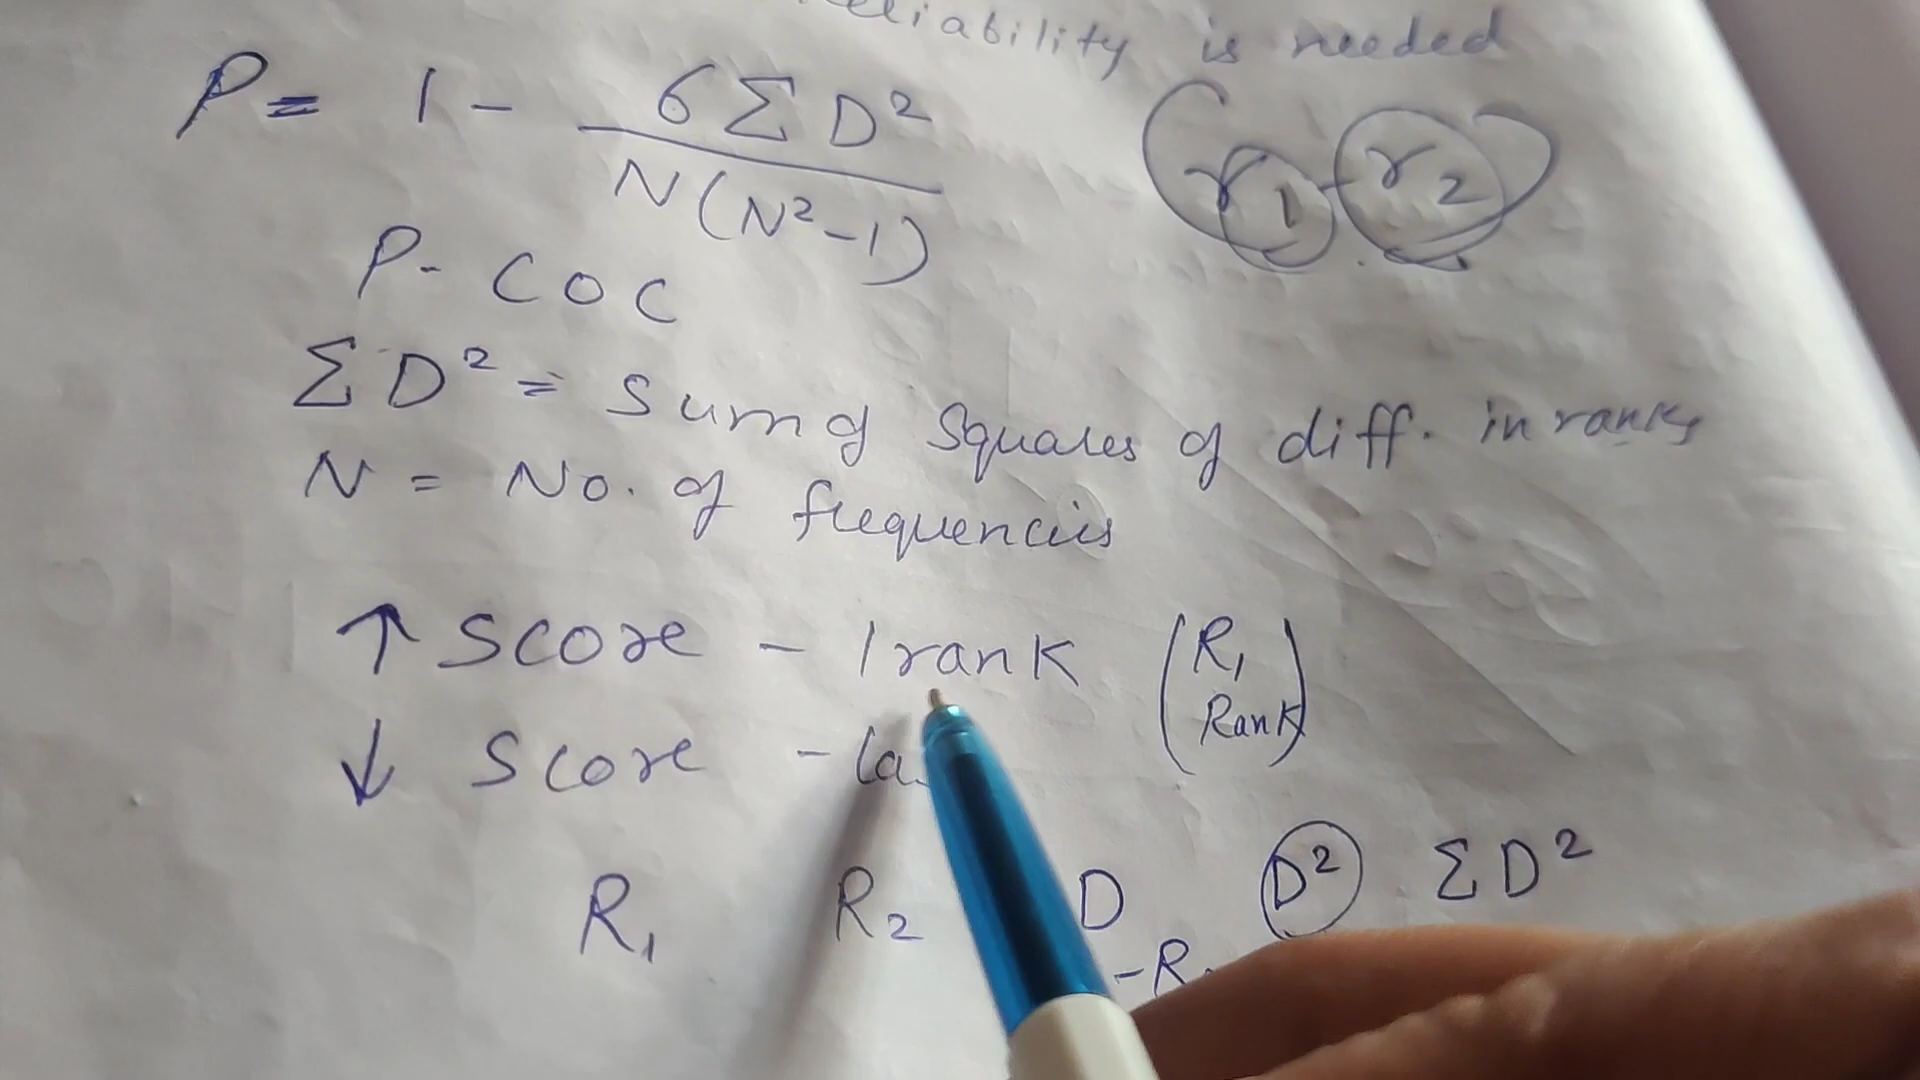 reliability is needed
P = 1 - 6ΣD² / N(N²-1)
r1 - r2
P - COC
ΣD² = Sum of Squares of diff. in ranks
N = No. of frequencies
↑ Score - 1 rank (R₁ Rank)
↓ Score -
R₁ R₂ D D² ΣD²